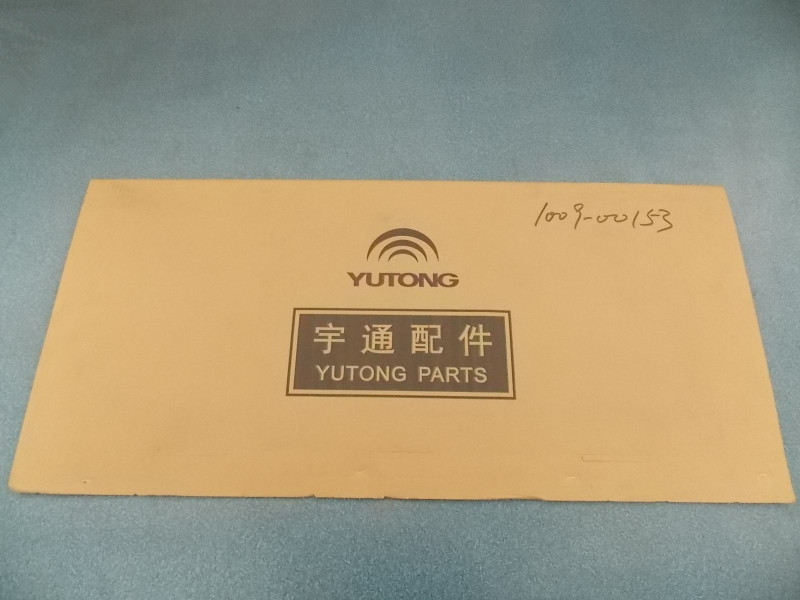 1009-00153
YUTONG
宇通配件
YUTONG PARTS